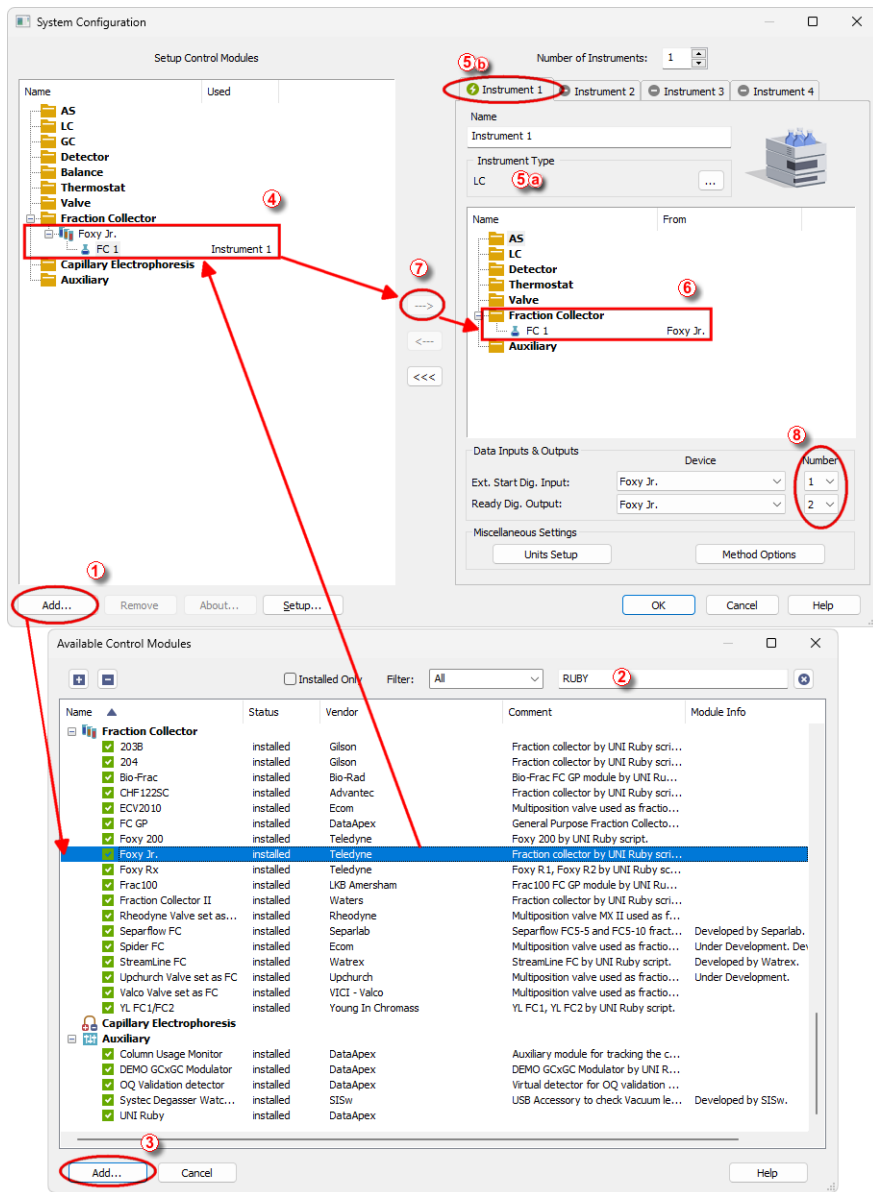 System Configuration
Setup Control Modules
Number of Instruments: 1
5 b
Name Used
Instrument 1 Instrument 2 Instrument 3 Instrument 4
AS
LC
GC
Detector
Balance
Thermostat
Valve
Fraction Collector
Foxy Jr.
FC 1 Instrument 1
Capillary Electrophoresis
Auxiliary
4
7
--->
<---
<<<
Name
Instrument 1
Instrument Type
LC 5 a ...
Name From
AS
LC
Detector
Thermostat
Valve
6
Fraction Collector
FC 1 Foxy Jr.
Auxiliary
8
Data Inputs & Outputs
Device Number
Ext. Start Dig. Input: Foxy Jr. 1
Ready Dig. Output: Foxy Jr. 2
Miscellaneous Settings
Units Setup Method Options
1
Add... Remove About... Setup... OK Cancel Help
Available Control Modules
Installed Only Filter: All RUBY 2
Name Status Vendor Comment Module Info
Fraction Collector
203B installed Gilson Fraction collector by UNI Ruby scri...
204 installed Gilson Fraction collector by UNI Ruby scri...
Bio-Frac installed Bio-Rad Bio-Frac FC GP module by UNI Ru...
CHF122SC installed Advantec Fraction collector by UNI Ruby scri...
ECV2010 installed Ecom Multiposition valve used as fractio...
FC GP installed DataApex General Purpose Fraction Collecto...
Foxy 200 installed Teledyne Foxy 200 by UNI Ruby script.
Foxy Jr. installed Teledyne Fraction collector by UNI Ruby scri...
Foxy Rx installed Teledyne Foxy R1, Foxy R2 by UNI Ruby sc...
Frac100 installed LKB Amersham Frac100 FC GP module by UNI Ru...
Fraction Collector II installed Waters Fraction collector by UNI Ruby scri...
Rheodyne Valve set as... installed Rheodyne Multiposition valve MX II used as f...
Separflow FC installed Separlab Separflow FC5-5 and FC5-10 fract... Developed by Separlab.
Spider FC installed Ecom Multiposition valve used as fractio... Under Development. Dev
StreamLine FC installed Watrex StreamLine FC by UNI Ruby script. Developed by Watrex.
Upchurch Valve set as FC installed Upchurch Multiposition valve used as fractio... Under Development.
Valco Valve set as FC installed VICI - Valco Multiposition valve used as fractio...
YL FC1/FC2 installed Young In Chromass YL FC1, YL FC2 by UNI Ruby script.
Capillary Electrophoresis
Auxiliary
Column Usage Monitor installed DataApex Auxiliary module for tracking the c...
DEMO GCxGC Modulator installed DataApex DEMO GCxGC Modulator by UNI R...
OQ Validation detector installed DataApex Virtual detector for OQ validation ...
Systec Degasser Watc... installed SISw USB Accessory to check Vacuum le... Developed by SISw.
UNI Ruby installed DataApex
3
Add... Cancel Help